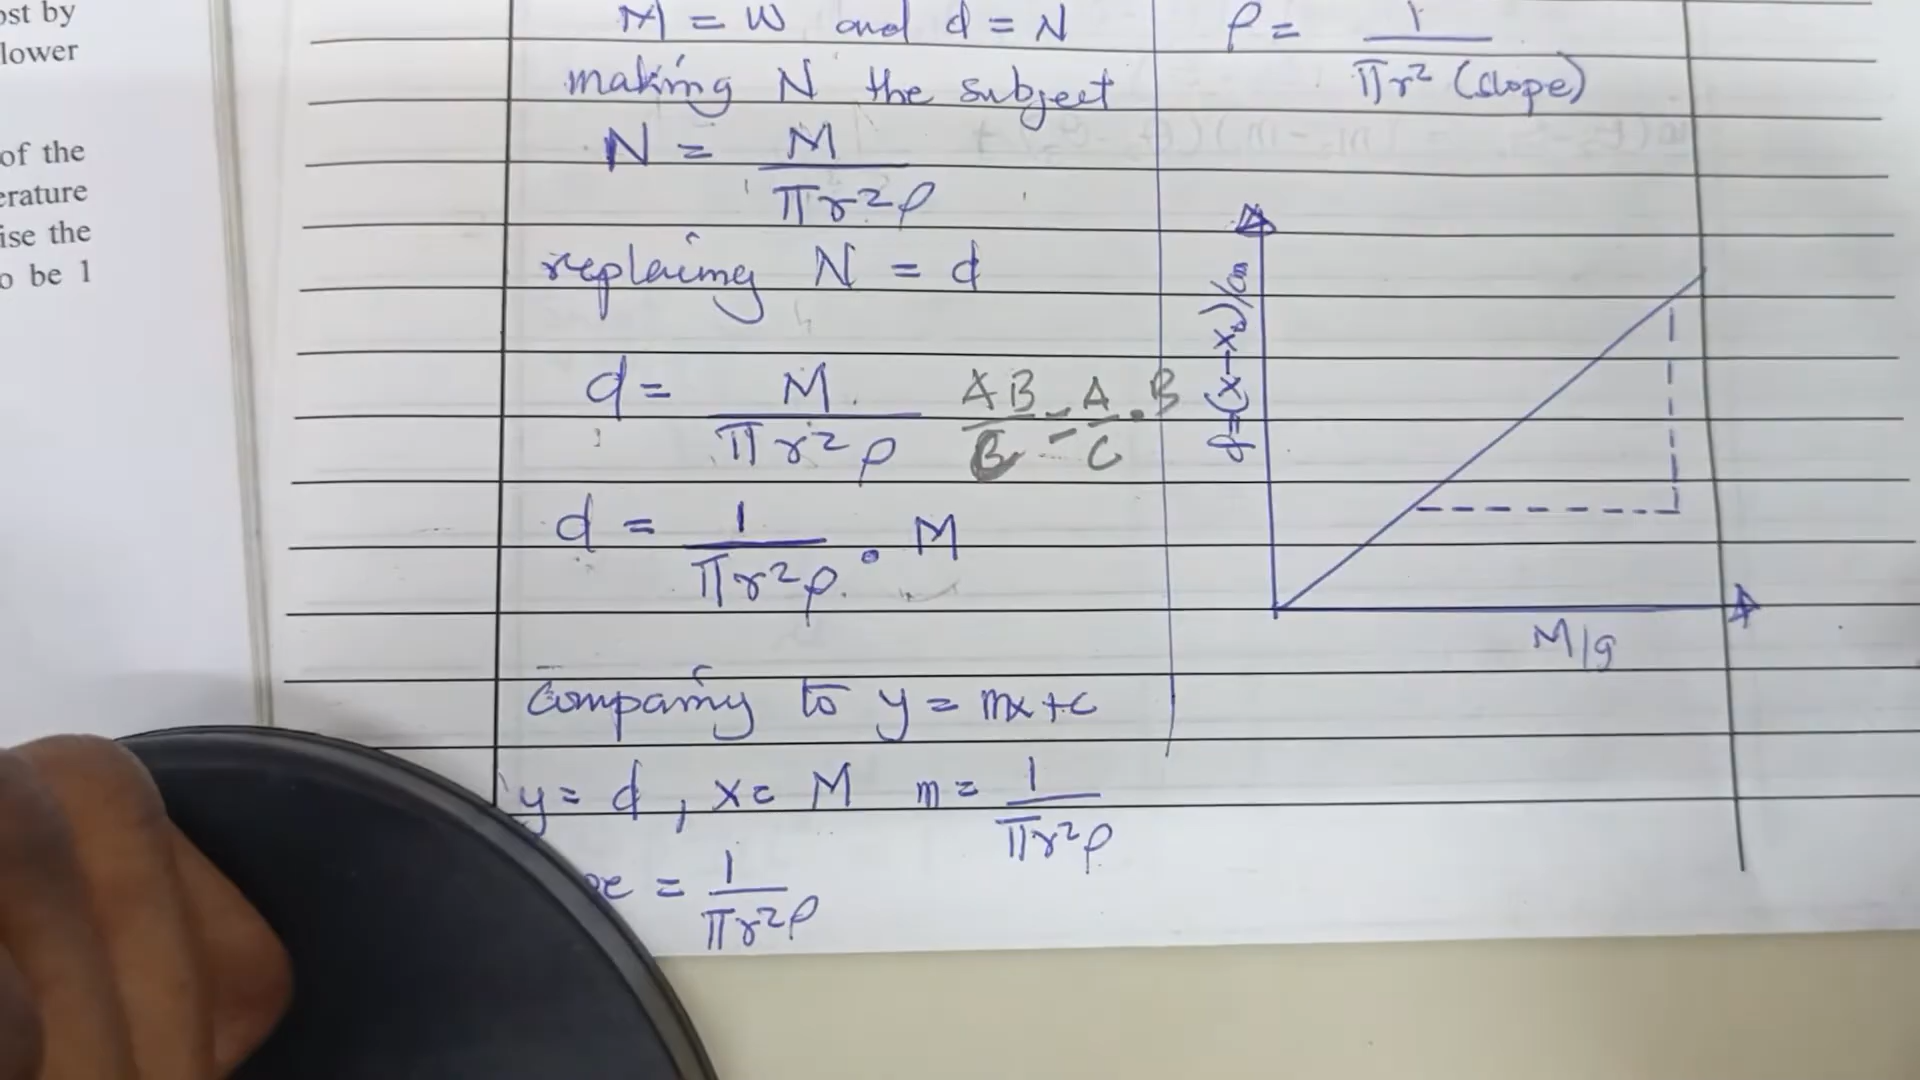 ost by
lower
of the
erature
ise the
o be 1
M = W and d = N
making N the subject
N = M / πr²ρ
replacing N = d
d = M / πr²ρ
AB / C = A / C . B
d = 1 / πr²ρ . M
Comparing to y = mx + c
y = d , x = M m = 1 / πr²ρ
pe = 1 / πr²ρ
ρ = 1 / πr² (slope)
d=(x-x₀)/cm
M/g